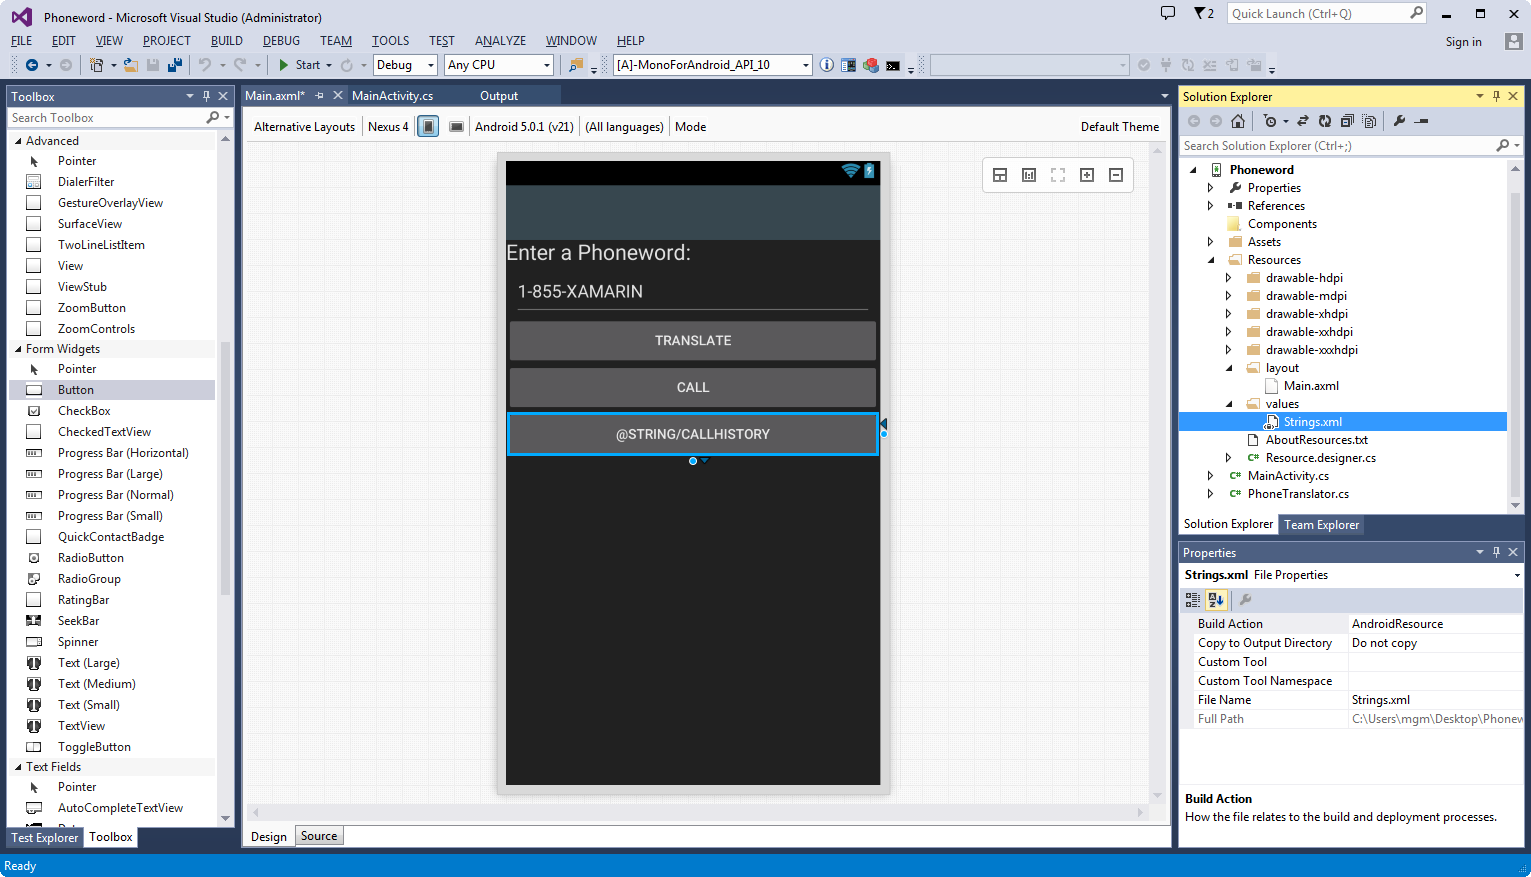 Phoneword - Microsoft Visual Studio (Administrator)
2
Quick Launch (Ctrl+Q)
FILE EDIT VIEW PROJECT BUILD DEBUG TEAM TOOLS TEST ANALYZE WINDOW HELP
Sign in
Start Debug Any CPU [A]-MonoForAndroid_API_10
Toolbox
Search Toolbox
Advanced
Pointer
DialerFilter
GestureOverlayView
SurfaceView
TwoLineListItem
View
ViewStub
ZoomButton
ZoomControls
Form Widgets
Pointer
Button
CheckBox
CheckedTextView
Progress Bar (Horizontal)
Progress Bar (Large)
Progress Bar (Normal)
Progress Bar (Small)
QuickContactBadge
RadioButton
RadioGroup
RatingBar
SeekBar
Spinner
Text (Large)
Text (Medium)
Text (Small)
TextView
ToggleButton
Text Fields
Pointer
AutoCompleteTextView
Test Explorer Toolbox
Main.axml* MainActivity.cs Output
Alternative Layouts Nexus 4 Android 5.0.1 (v21) (All languages) Mode Default Theme
Enter a Phoneword:
1-855-XAMARIN
TRANSLATE
CALL
@STRING/CALLHISTORY
Design Source
Solution Explorer
Search Solution Explorer (Ctrl+;)
Phoneword
Properties
References
Components
Assets
Resources
drawable-hdpi
drawable-mdpi
drawable-xhdpi
drawable-xxhdpi
drawable-xxxhdpi
layout
Main.axml
values
Strings.xml
AboutResources.txt
Resource.designer.cs
MainActivity.cs
PhoneTranslator.cs
Solution Explorer Team Explorer
Properties
Strings.xml File Properties
Build Action AndroidResource
Copy to Output Directory Do not copy
Custom Tool
Custom Tool Namespace
File Name Strings.xml
Full Path C:\Users\mgm\Desktop\Phonew
Build Action
How the file relates to the build and deployment processes.
Ready